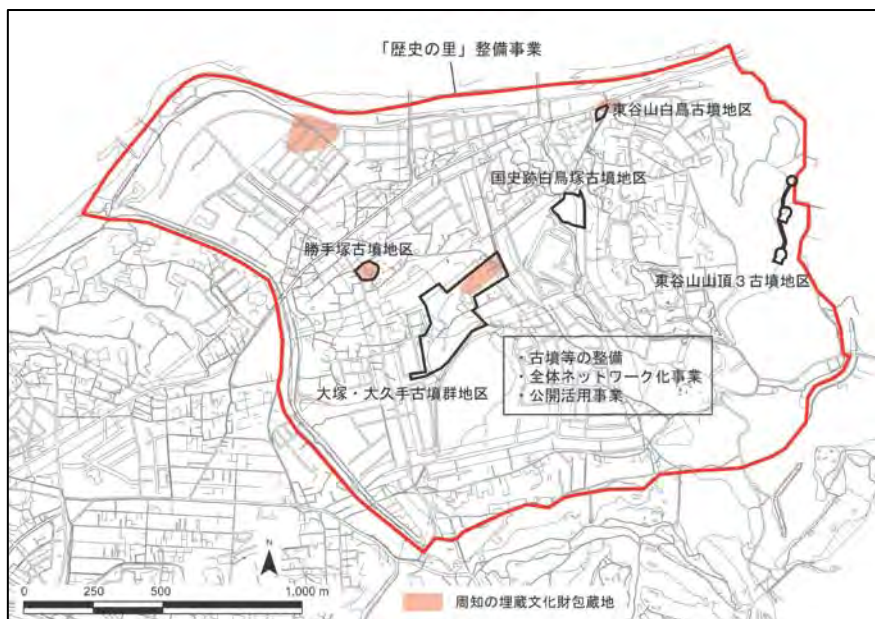 「歴史の里」整備事業
東谷山白鳥古墳地区
国史跡白鳥塚古墳地区
勝手塚古墳地区
東谷山山頂3古墳地区
・古墳等の整備
・全体ネットワーク化事業
・公開活用事業
大塚・大久手古墳群地区
N
0 250 500 1,000 m
周知の埋蔵文化財包蔵地